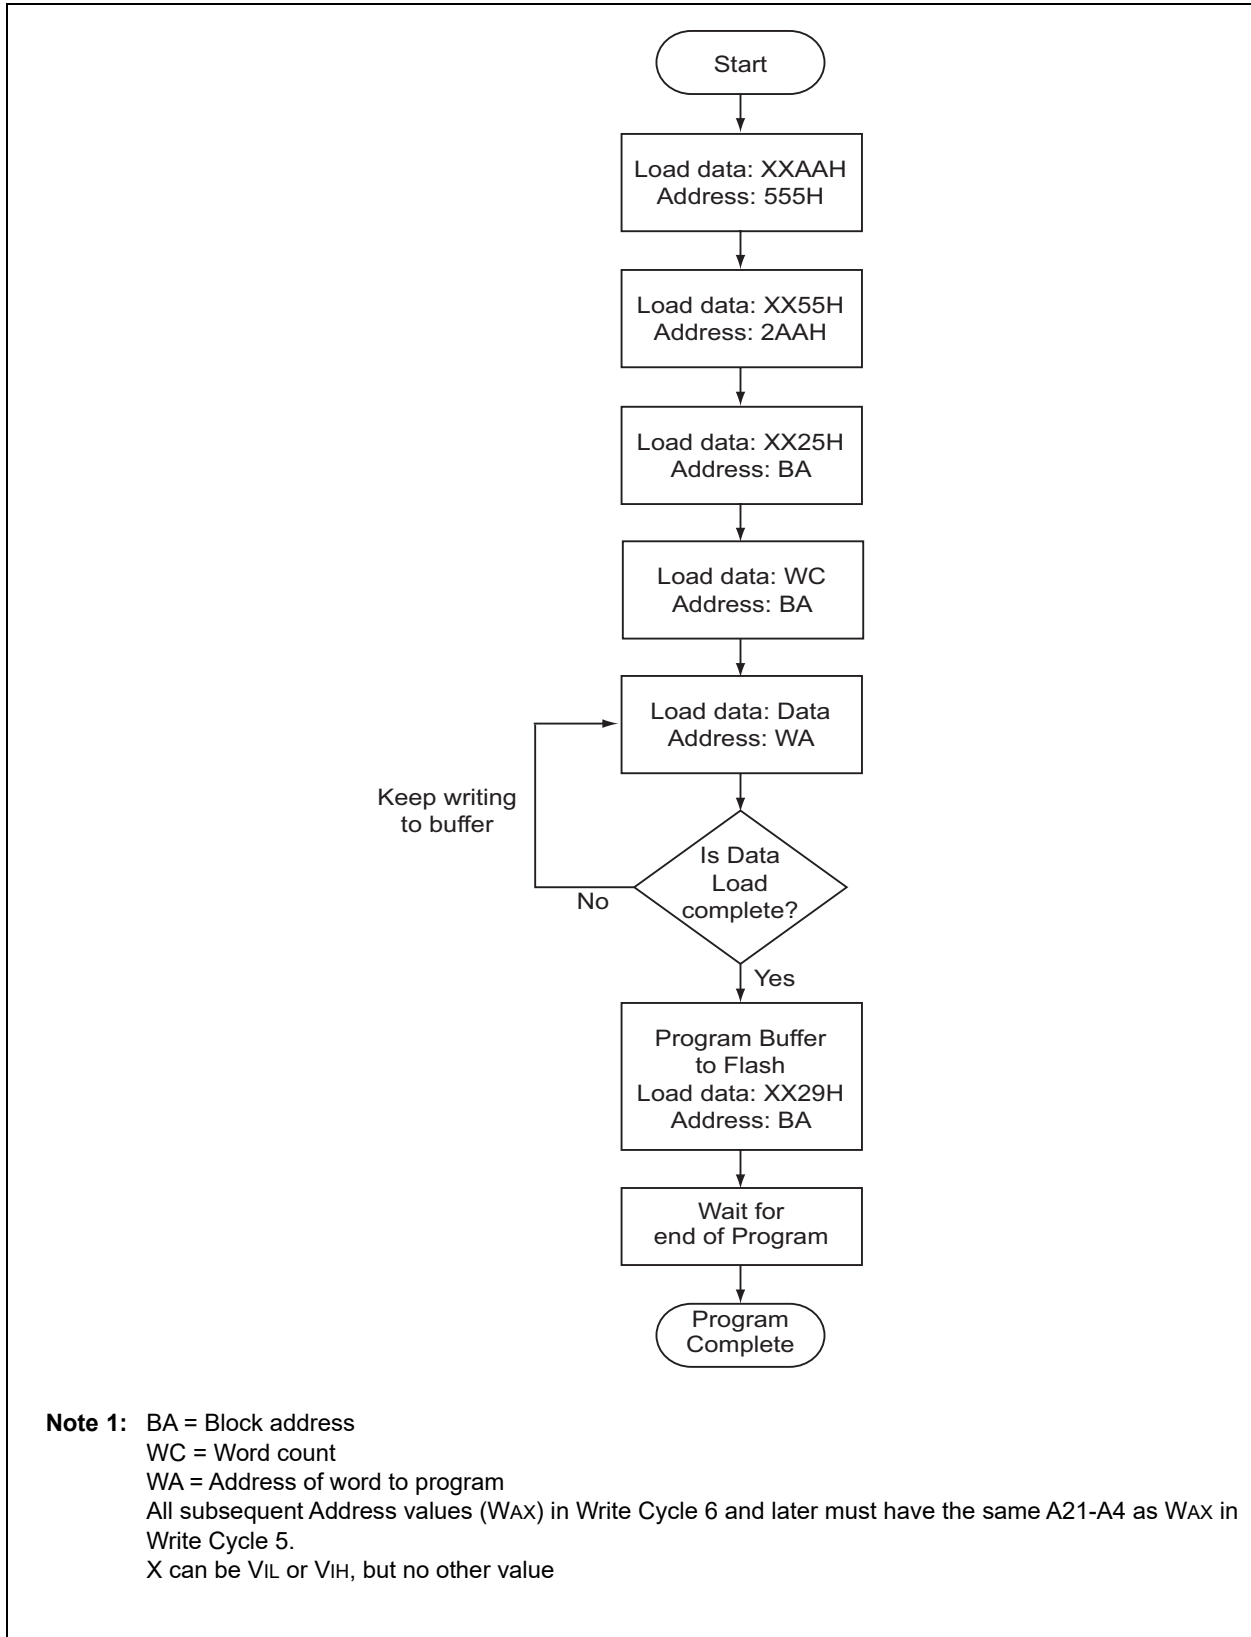 Start
Load data: XXAAH
Address: 555H
Load data: XX55H
Address: 2AAH
Load data: XX25H
Address: BA
Load data: WC
Address: BA
Load data: Data
Address: WA
Keep writing
to buffer
Is Data
Load
complete?
No
Yes
Program Buffer
to Flash
Load data: XX29H
Address: BA
Wait for
end of Program
Program
Complete
Note 1: BA = Block address
WC = Word count
WA = Address of word to program
All subsequent Address values (WAX) in Write Cycle 6 and later must have the same A21-A4 as WAX in
Write Cycle 5.
X can be VIL or VIH, but no other value